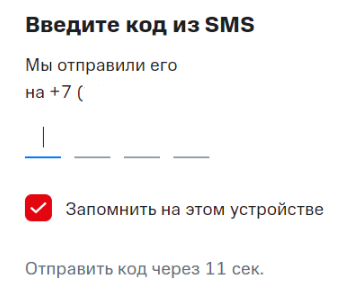 Введите код из SMS
Мы отправили его
на +7 (
Запомнить на этом устройстве
Отправить код через 11 сек.